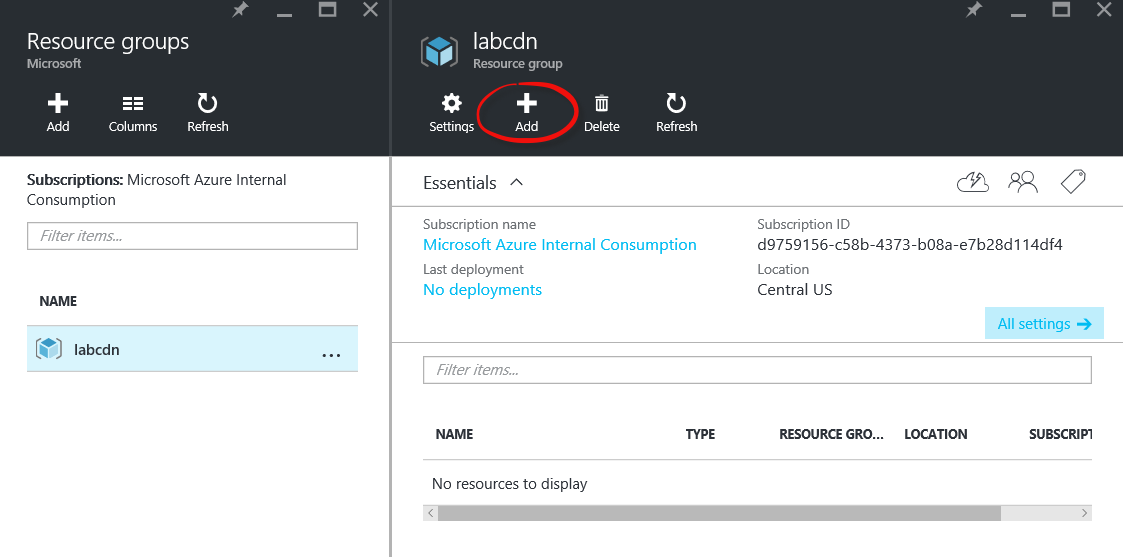 Resource groups
Microsoft
Add
Columns
Refresh
Subscriptions: Microsoft Azure Internal
Consumption
Filter items...
NAME
labcdn
...
labcdn
Resource group
Settings
Add
Delete
Refresh
Essentials
Subscription name
Microsoft Azure Internal Consumption
Last deployment
No deployments
Subscription ID
d9759156-c58b-4373-b08a-e7b28d114df4
Location
Central US
All settings
Filter items...
NAME TYPE RESOURCE GRO... LOCATION SUBSCRIPT
No resources to display